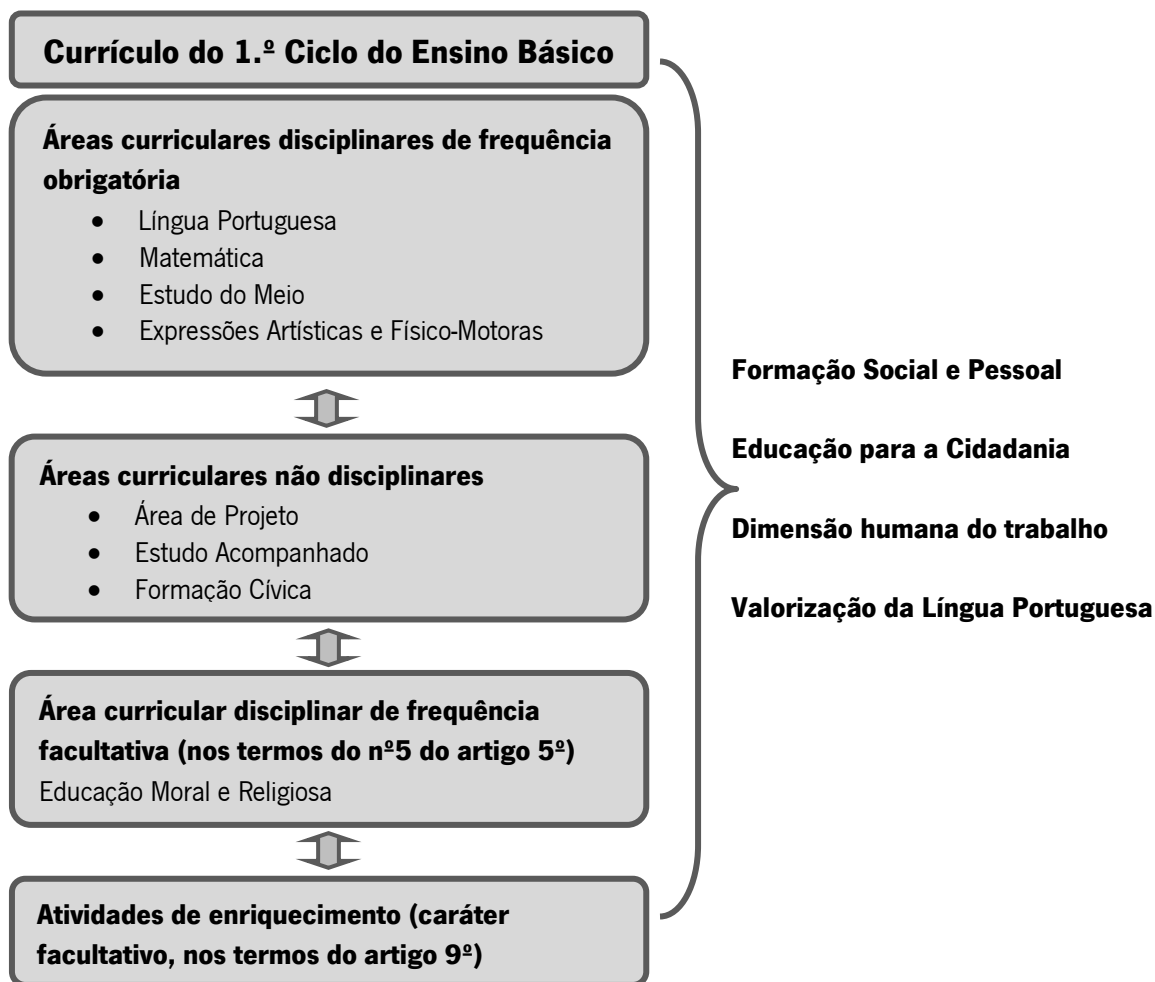 Currículo do 1.º Ciclo do Ensino Básico
Áreas curriculares disciplinares de frequência
obrigatória
• Língua Portuguesa
• Matemática
• Estudo do Meio
• Expressões Artísticas e Físico-Motoras
Áreas curriculares não disciplinares
• Área de Projeto
• Estudo Acompanhado
• Formação Cívica
Área curricular disciplinar de frequência
facultativa (nos termos do nº5 do artigo 5º)
Educação Moral e Religiosa
Atividades de enriquecimento (caráter
facultativo, nos termos do artigo 9º)
Formação Social e Pessoal
Educação para a Cidadania
Dimensão humana do trabalho
Valorização da Língua Portuguesa